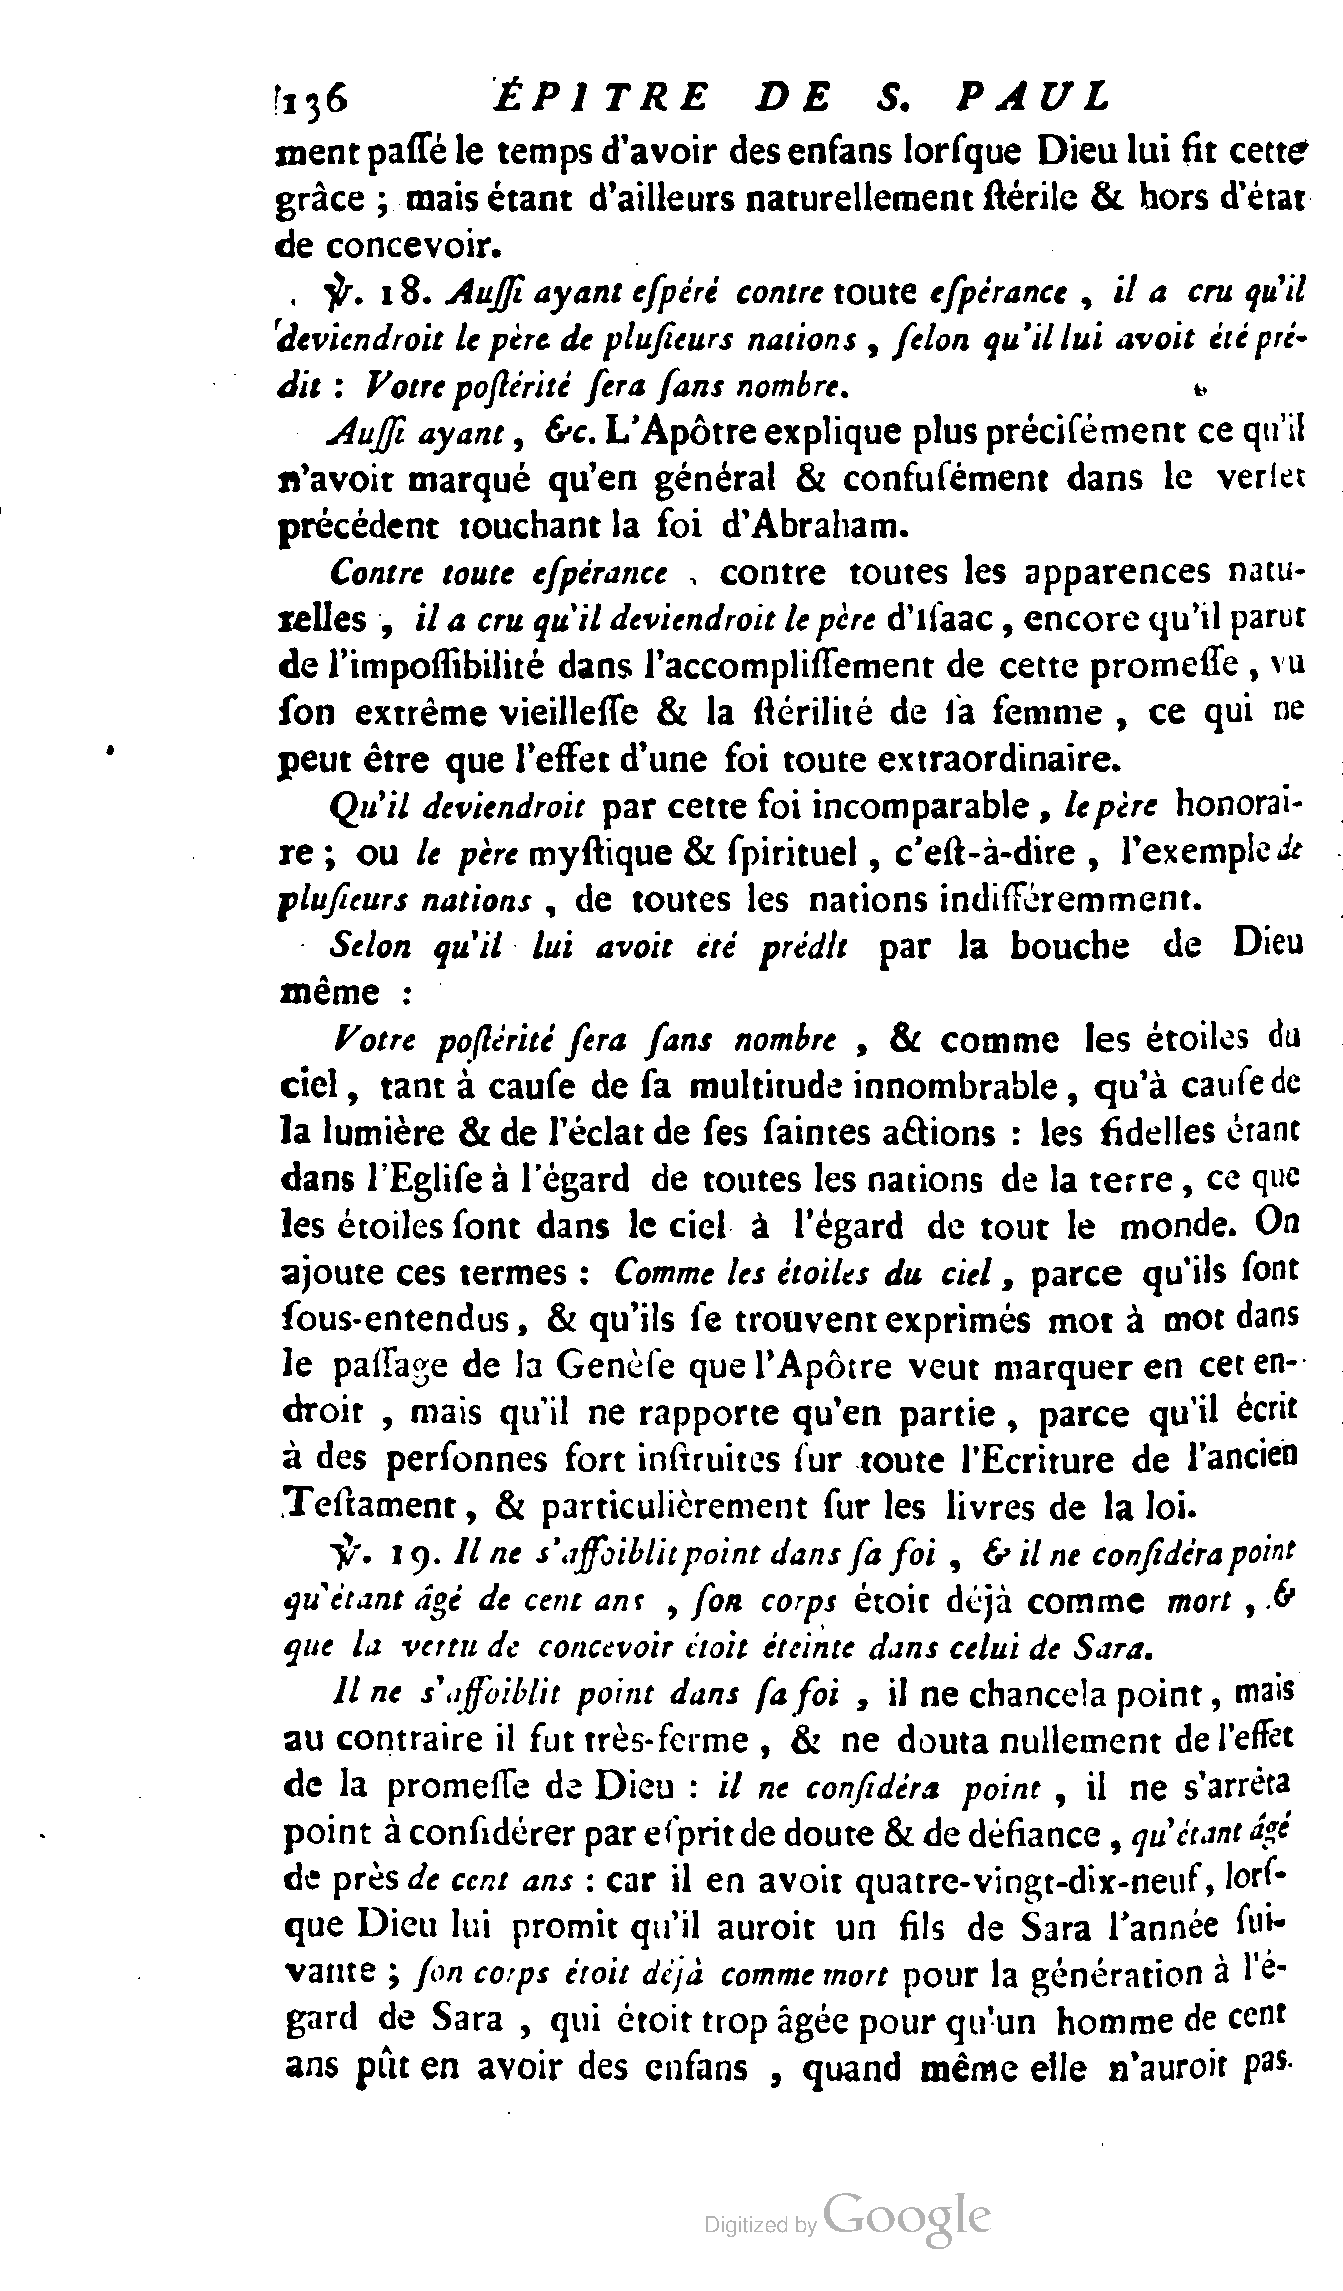 136 ÉPITRE DE S. PAUL
ment paſſé le temps d'avoir des enfans lorſque Dieu lui fit cette
grâce ; mais étant d'ailleurs naturellement ſtérile & hors d'état
de concevoir.
℣. 18. Auſſi ayant eſpéré contre toute eſpérance , il a cru qu'il
deviendroit le père de pluſieurs nations , ſelon qu'il lui avoit été pré-
dit : Votre poſtérité ſera ſans nombre.
Auſſi ayant , &c. L'Apôtre explique plus préciſément ce qu'il
n'avoit marqué qu'en général & confuſément dans le verſet
précédent touchant la foi d'Abraham.
Contre toute eſpérance , contre toutes les apparences natu-
relles , il a cru qu'il deviendroit le père d'Iſaac , encore qu'il parut
de l'impoſſibilité dans l'accompliſſement de cette promeſſe , vu
ſon extrême vieilleſſe & la ſtérilité de ſa femme , ce qui ne
peut être que l'effet d'une foi toute extraordinaire.
Qu'il deviendroit par cette foi incomparable , le père honorai-
re ; ou le père myſtique & ſpirituel , c'eſt-à-dire , l'exemple de
pluſieurs nations , de toutes les nations indifféremment.
Selon qu'il lui avoit été prédit par la bouche de Dieu
même :
Votre poſtérité ſera ſans nombre , & comme les étoiles du
ciel , tant à cauſe de ſa multitude innombrable , qu'à cauſe de
la lumière & de l'éclat de ſes ſaintes actions : les fidelles étant
dans l'Egliſe à l'égard de toutes les nations de la terre , ce que
les étoiles ſont dans le ciel à l'égard de tout le monde. On
ajoute ces termes : Comme les étoiles du ciel , parce qu'ils ſont
ſous-entendus , & qu'ils ſe trouvent exprimés mot à mot dans
le paſſage de la Genèſe que l'Apôtre veut marquer en cet en-
droit , mais qu'il ne rapporte qu'en partie , parce qu'il écrit
à des perſonnes fort inſtruites ſur toute l'Ecriture de l'ancien
Teſtament , & particulièrement ſur les livres de la loi.
℣. 19. Il ne s'affoiblit point dans ſa foi , & il ne conſidéra point
qu'étant âgé de cent ans , ſon corps étoit déjà comme mort , &
que la vertu de concevoir étoit éteinte dans celui de Sara.
Il ne s'affoiblit point dans ſa foi , il ne chancela point , mais
au contraire il fut très-ferme , & ne douta nullement de l'effet
de la promeſſe de Dieu : il ne conſidéra point , il ne s'arrêta
point à conſidérer par eſprit de doute & de défiance , qu'étant âgé
de près de cent ans : car il en avoit quatre-vingt-dix-neuf , lorſ-
que Dieu lui promit qu'il auroit un fils de Sara l'année ſui-
vante ; ſon corps étoit déjà comme mort pour la génération à l'é-
gard de Sara , qui étoit trop âgée pour qu'un homme de cent
ans pût en avoir des enfans , quand même elle n'auroit pas
Digitized by Google